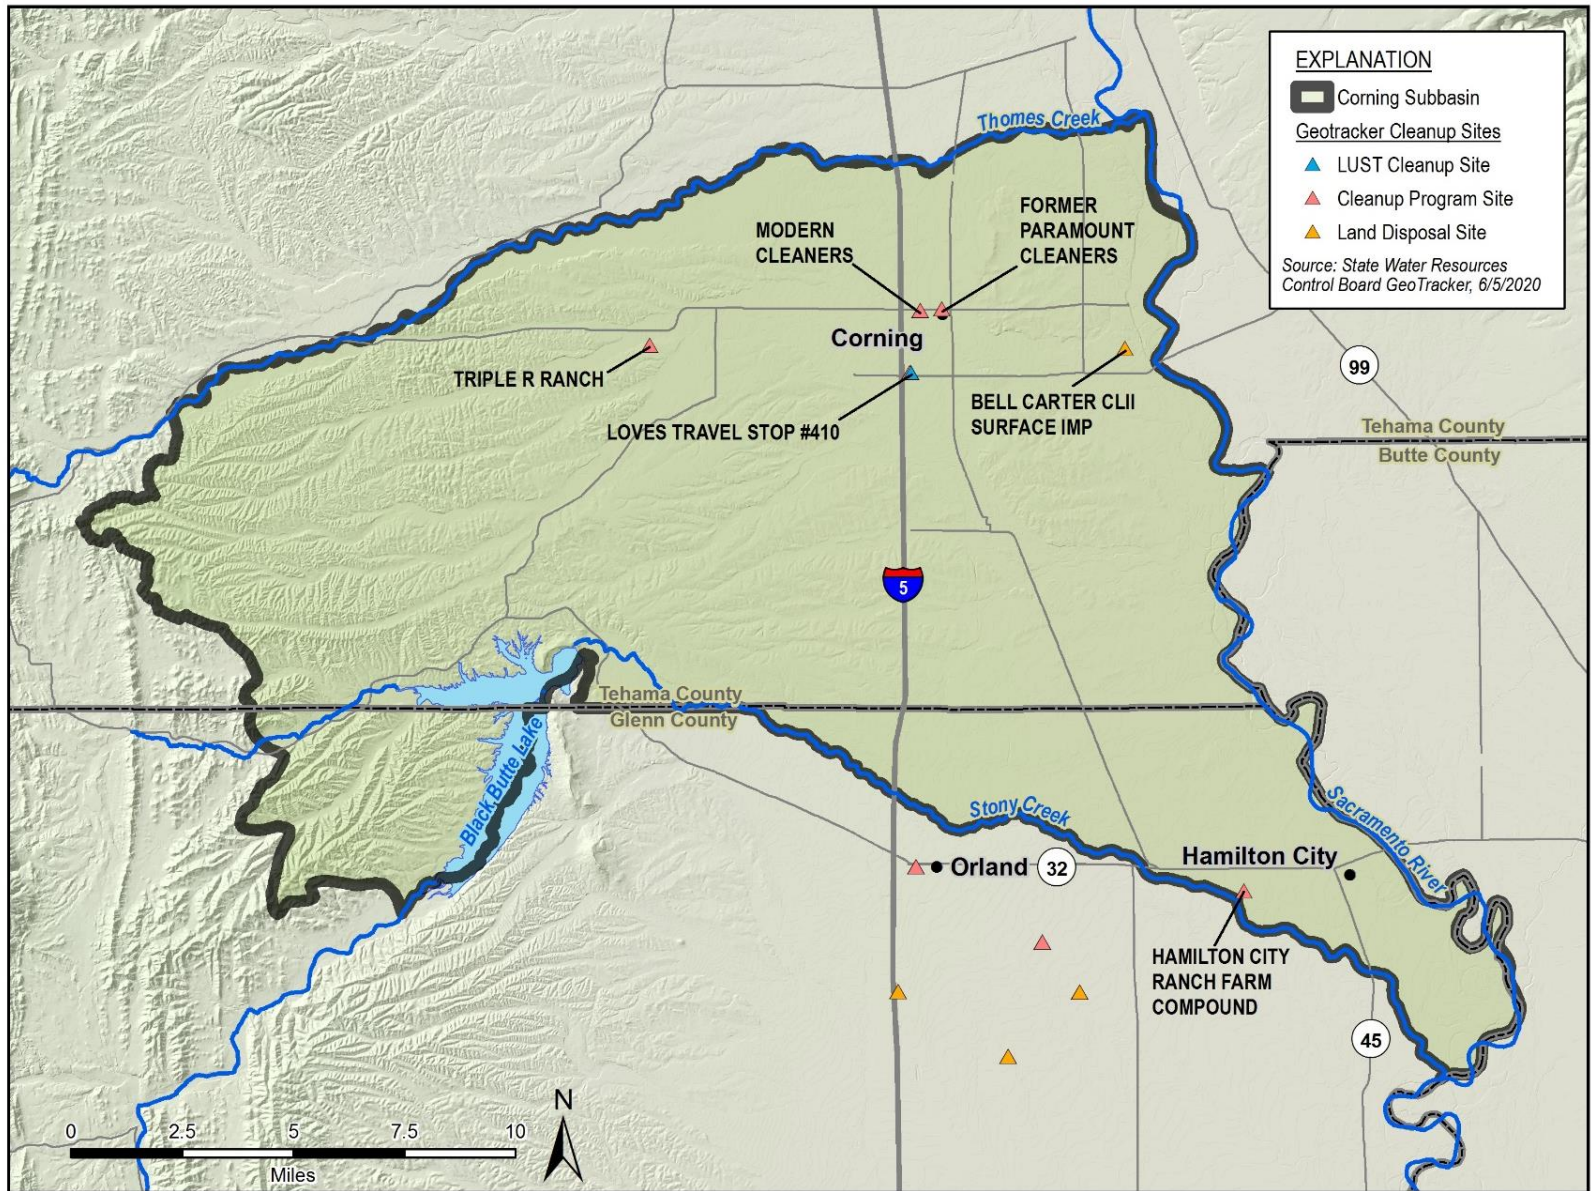 EXPLANATION
Corning Subbasin
Geotracker Cleanup Sites
LUST Cleanup Site
Cleanup Program Site
Land Disposal Site
Source: State Water Resources
Control Board GeoTracker, 6/5/2020
Thomes Creek
MODERN
CLEANERS
FORMER
PARAMOUNT
CLEANERS
Corning
TRIPLE R RANCH
LOVES TRAVEL STOP #410
BELL CARTER CLII
SURFACE IMP
99
Tehama County
Butte County
5
Tehama County
Glenn County
Black Butte Lake
Stony Creek
Sacramento River
Orland
32
Hamilton City
HAMILTON CITY
RANCH FARM
COMPOUND
45
N
0 2.5 5 7.5 10
Miles